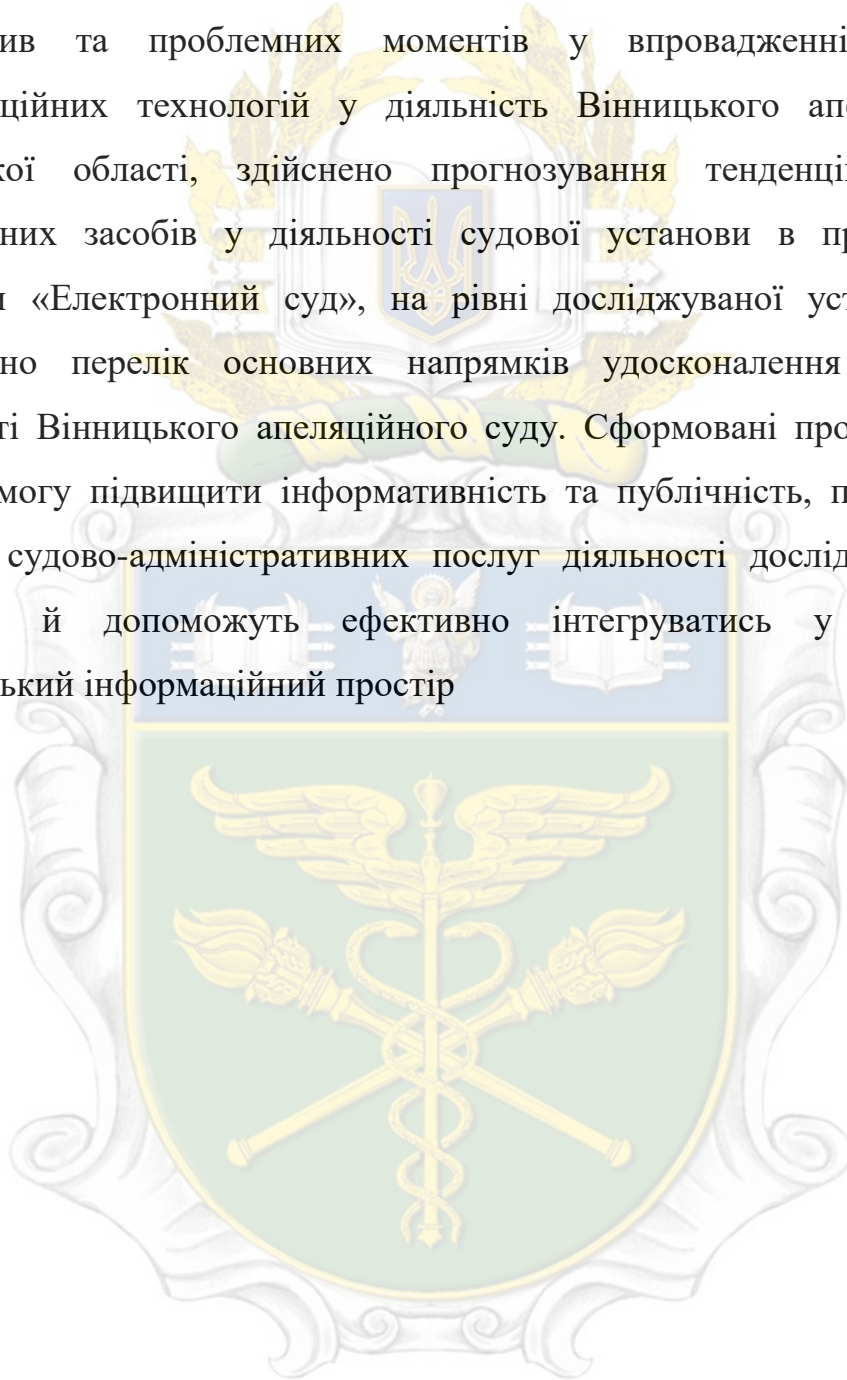 ив та проблемних моментів у впровадженні
ційних технологій у діяльність Вінницького апе
кої області, здійснено прогнозування тенденцій
них засобів у діяльності судової установи в пр
и «Електронний суд», на рівні досліджуваної уст
но перелік основних напрямків удосконалення
ті Вінницького апеляційного суду. Сформовані про
могу підвищити інформативність та публічність, п
судово-адміністративних послуг діяльності дослід
й допоможуть ефективно інтегруватись у
ький інформаційний простір